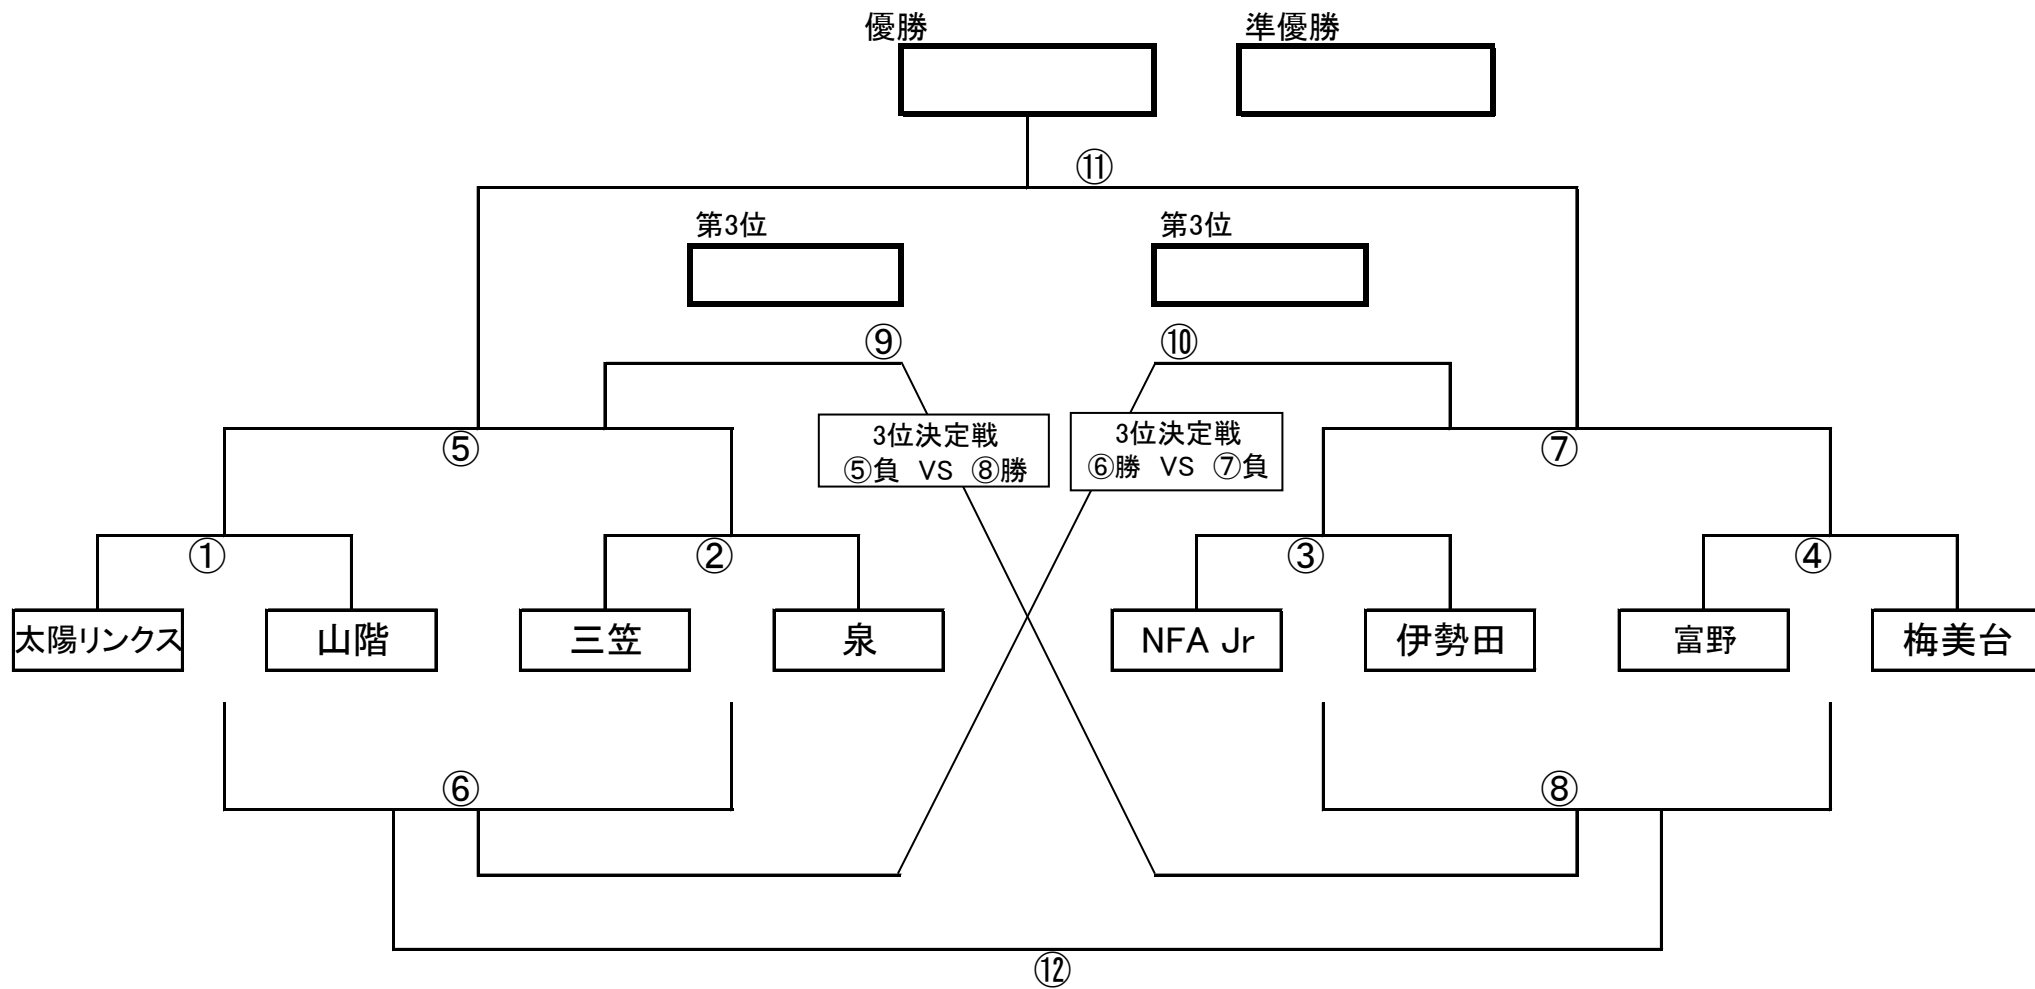 優勝
準優勝
⑪
第3位
第3位
⑨
⑩
3位決定戦
⑤負 VS ⑧勝
3位決定戦
⑥勝 VS ⑦負
⑤
⑦
①
②
③
④
太陽リンクス
山階
三笠
泉
NFA Jr
伊勢田
富野
梅美台
⑥
⑧
⑫